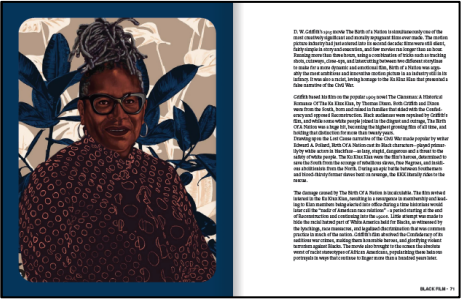 D. W. Griffith's 1915 movie The Birth of a Nation is simultaneously one of the
most creatively significant and morally repugnant films ever made. The motion
picture industry had just entered into its second decade: films were still silent,
fairly simple in story and execution, and few movies ran longer than an hour.
Running more than three hours, using a combination of tricks such as tracking
shots, cutaways, close-ups, and intercutting between two different storylines
to make for a more dynamic and emotional film, Birth of a Nation was argu-
ably the most ambitious and innovative motion picture in an industry still in its
infancy. It was also a racist, loving homage to the Ku Klux Klan that presented a
false narrative of the Civil War.
Griffith based his film on the popular 1905 novel The Clansman: A Historical
Romance Of The Ku Klux Klan, by Thomas Dixon. Both Griffith and Dixon
were from the South, born and raised in families that sided with the Confed-
eracy and opposed Reconstruction. Black audiences were repulsed by Griffith's
film, and while some white people joined in the disgust and outrage, The Birth
Of A Nation was a huge hit, becoming the highest grossing film of all time, and
holding that distinction for more than twenty years.
Drawing upon the Lost Cause narrative of the Civil War made popular by writer
Edward A. Pollard, Birth Of A Nation cast its Black characters—played primar-
ily by white actors in blackface—as lazy, stupid, dangerous and a threat to the
safety of white people. The Ku Klux Klan were the film's heroes, determined to
save the South from the scourge of rebellious slaves, free Negroes, and insidi-
ous abolitionists from the North. During an epic battle between Southerners
and blood-thirsty former slaves bent on revenge, the KKK literally rides to the
rescue.
The damage caused by The Birth Of A Nation is incalculable. The film revived
interest in the Ku Klux Klan, resulting in a resurgence in membership and lead-
ing to Klan members being elected into office during a time historians would
later call the "nadir of American race relations" - a period starting at the end
of Reconstruction and continuing into the 1900s. Little attempt was made to
hide the racial hatred part of White America held for Blacks, as witnessed by
the lynchings, race massacres, and legalized discrimination that was common
practice in much of the nation. Griffith's film absolved the Confederacy of its
seditious war crimes, making them honorable heroes, and glorifying violent
terrorism against Blacks. The movie also brought to the screen the absolute
worst of racist stereotypes of African Americans, popularizing these heinous
portrayals in ways that continue to linger more than a hundred years later.
BLACK FILM - 71